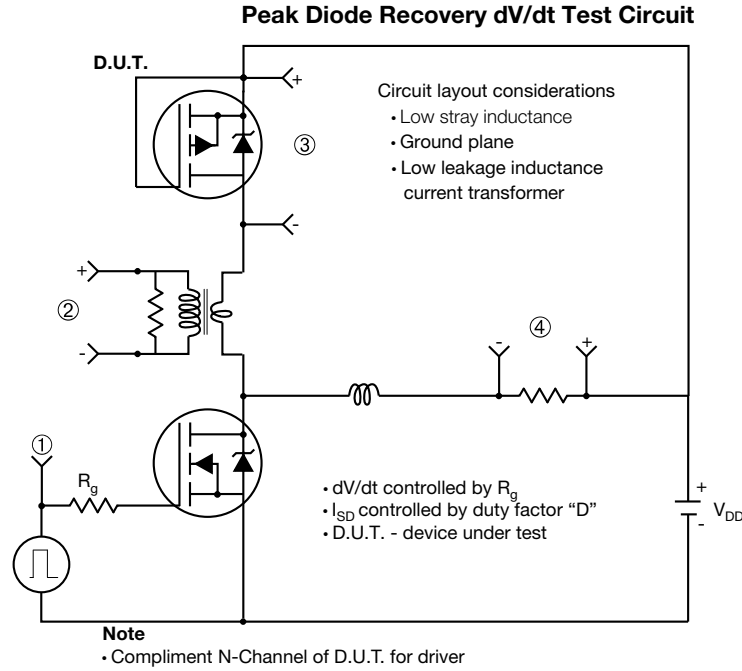 Peak Diode Recovery dV/dt Test Circuit
D.U.T.
+
Circuit layout considerations
• Low stray inductance
• Ground plane
• Low leakage inductance
current transformer
③
-
+
②
-
④
-
+
①
Rg
• dV/dt controlled by Rg
• ISD controlled by duty factor “D”
• D.U.T. - device under test
+
VDD
-
Note
• Compliment N-Channel of D.U.T. for driver